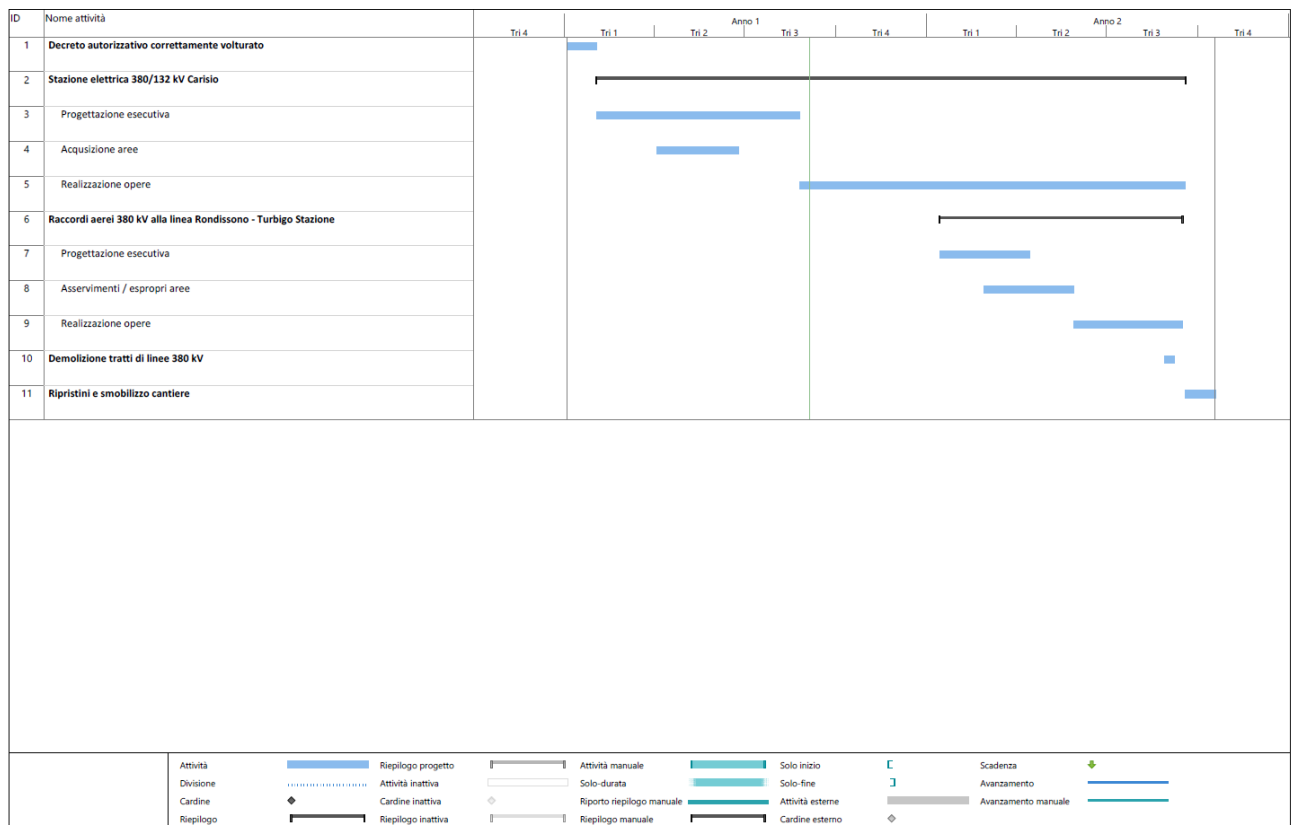 ID Nome attività Anno 1 Anno 2
Tri 4 Tri 1 Tri 2 Tri 3 Tri 4 Tri 1 Tri 2 Tri 3 Tri 4
1 Decreto autorizzativo correttamente volturato
2 Stazione elettrica 380/132 kV Carisio
3 Progettazione esecutiva
4 Acqusizione aree
5 Realizzazione opere
6 Raccordi aerei 380 kV alla linea Rondissono - Turbigo Stazione
7 Progettazione esecutiva
8 Asservimenti / espropri aree
9 Realizzazione opere
10 Demolizione tratti di linee 380 kV
11 Ripristini e smobilizzo cantiere
Attività Riepilogo progetto Attività manuale Solo inizio Scadenza
Divisione Attività inattiva Solo-durata Solo-fine Avanzamento
Cardine Cardine inattiva Riporto riepilogo manuale Attività esterne Avanzamento manuale
Riepilogo Riepilogo inattiva Riepilogo manuale Cardine esterno